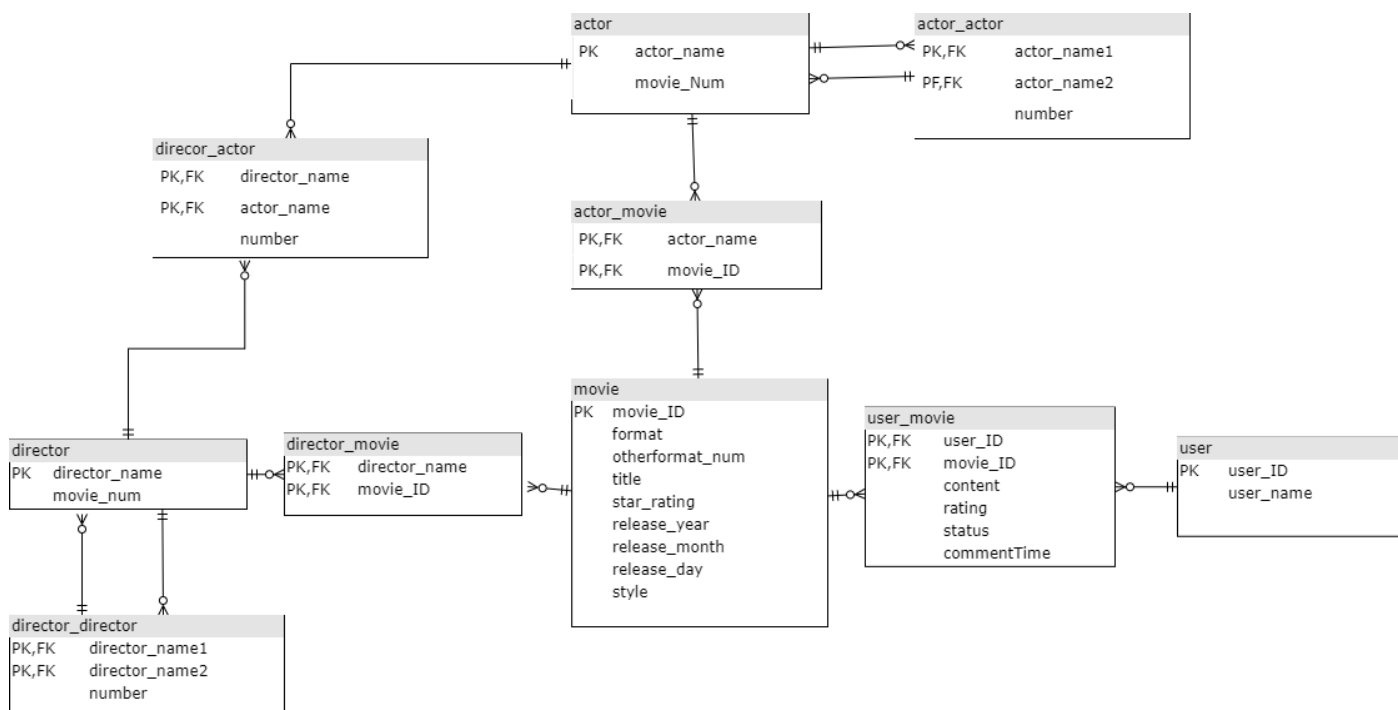 actor
PK actor_name
movie_Num
actor_actor
PK,FK actor_name1
PF,FK actor_name2
number
direcor_actor
PK,FK director_name
PK,FK actor_name
number
actor_movie
PK,FK actor_name
PK,FK movie_ID
movie
PK movie_ID
format
otherformat_num
title
star_rating
release_year
release_month
release_day
style
user_movie
PK,FK user_ID
PK,FK movie_ID
content
rating
status
commentTime
user
PK user_ID
user_name
director
PK director_name
movie_num
director_movie
PK,FK director_name
PK,FK movie_ID
director_director
PK,FK director_name1
PK,FK director_name2
number